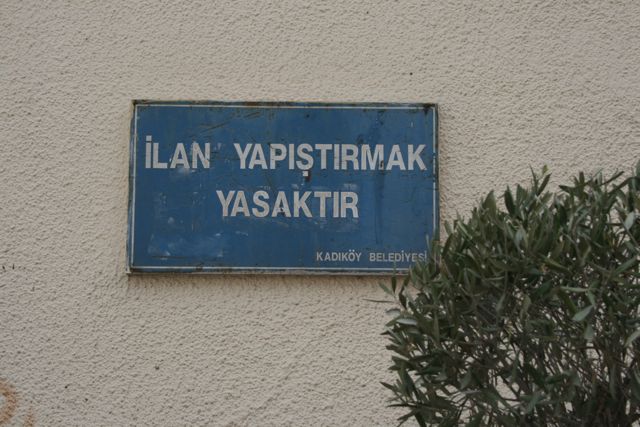 İLAN YAPIŞTIRMAK
YASAKTIR
KADIKÖY BELEDİYESİ